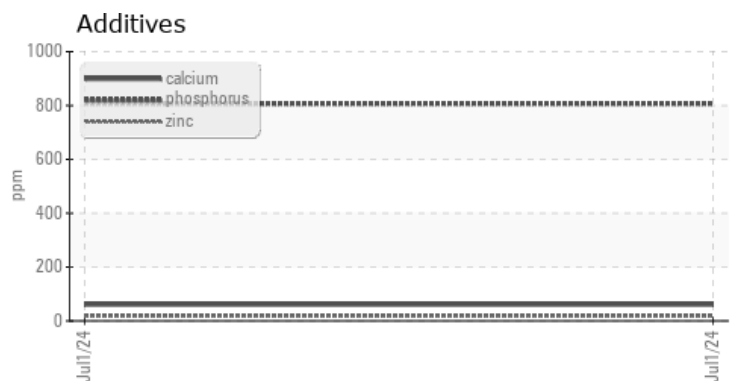 Additives
1000
calcium
phosphorus
zinc
800
600
400
200
0
ppm
Jul1/24
Jul1/24